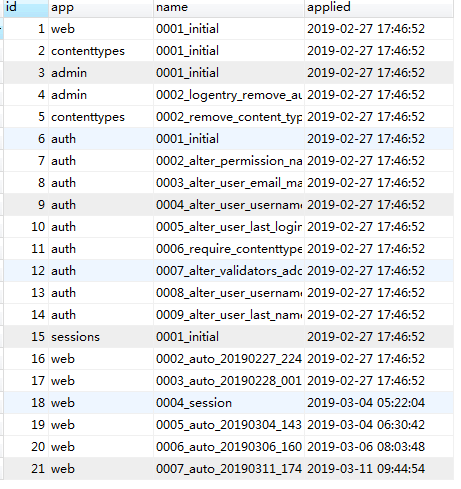 id app name applied
1 web 0001_initial 2019-02-27 17:46:52
2 contenttypes 0001_initial 2019-02-27 17:46:52
3 admin 0001_initial 2019-02-27 17:46:52
4 admin 0002_logentry_remove_au 2019-02-27 17:46:52
5 contenttypes 0002_remove_content_typ 2019-02-27 17:46:52
6 auth 0001_initial 2019-02-27 17:46:52
7 auth 0002_alter_permission_na 2019-02-27 17:46:52
8 auth 0003_alter_user_email_ma 2019-02-27 17:46:52
9 auth 0004_alter_user_username 2019-02-27 17:46:52
10 auth 0005_alter_user_last_login 2019-02-27 17:46:52
11 auth 0006_require_contenttype 2019-02-27 17:46:52
12 auth 0007_alter_validators_add 2019-02-27 17:46:52
13 auth 0008_alter_user_username 2019-02-27 17:46:52
14 auth 0009_alter_user_last_name 2019-02-27 17:46:52
15 sessions 0001_initial 2019-02-27 17:46:52
16 web 0002_auto_20190227_224 2019-02-27 17:46:52
17 web 0003_auto_20190228_001 2019-02-27 17:46:52
18 web 0004_session 2019-03-04 05:22:04
19 web 0005_auto_20190304_143 2019-03-04 06:30:42
20 web 0006_auto_20190306_160 2019-03-06 08:03:48
21 web 0007_auto_20190311_174 2019-03-11 09:44:54